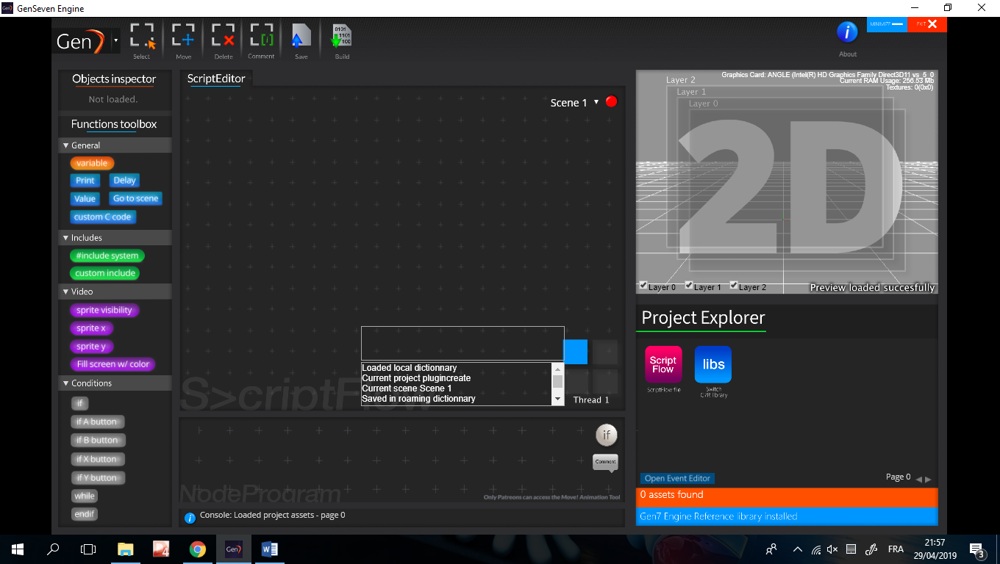 Gen7 GenSeven Engine
Gen7
Select Move Delete Comment Save Build
0101
1101
100
i
About
MINIMIZE EXIT
Objects inspector
Not loaded.
Functions toolbox
General
variable
Print Delay
Value Go to scene
custom C code
Includes
#include system
custom include
Video
sprite visibility
sprite x
sprite y
Fill screen w/ color
Conditions
if
if A button
if B button
if X button
if Y button
while
endif
ScriptEditor
Scene 1
S>criptFlow
Loaded local dictionnary
Current project plugincreate
Current scene Scene 1
Saved in roaming dictionnary
Thread 1
if
Comment
NodeProgram
Only Patreons can access the Move! Animation Tool
i Console: Loaded project assets - page 0
Graphics Card: ANGLE (Intel(R) HD Graphics Family Direct3D11 vs_5_0
Current RAM Usage: 256.53 Mb
Textures: 0(0x0)
Layer 2
Layer 1
Layer 0
2D
Layer 0 Layer 1 Layer 2
Preview loaded succesfully
Project Explorer
Script
Flow
ScriptFlow file
libs
Switch
C7R library
Open Event Editor
Page 0
0 assets found
Gen7 Engine Reference library installed
P4
Gen7
W
FRA
21:57
29/04/2019
3